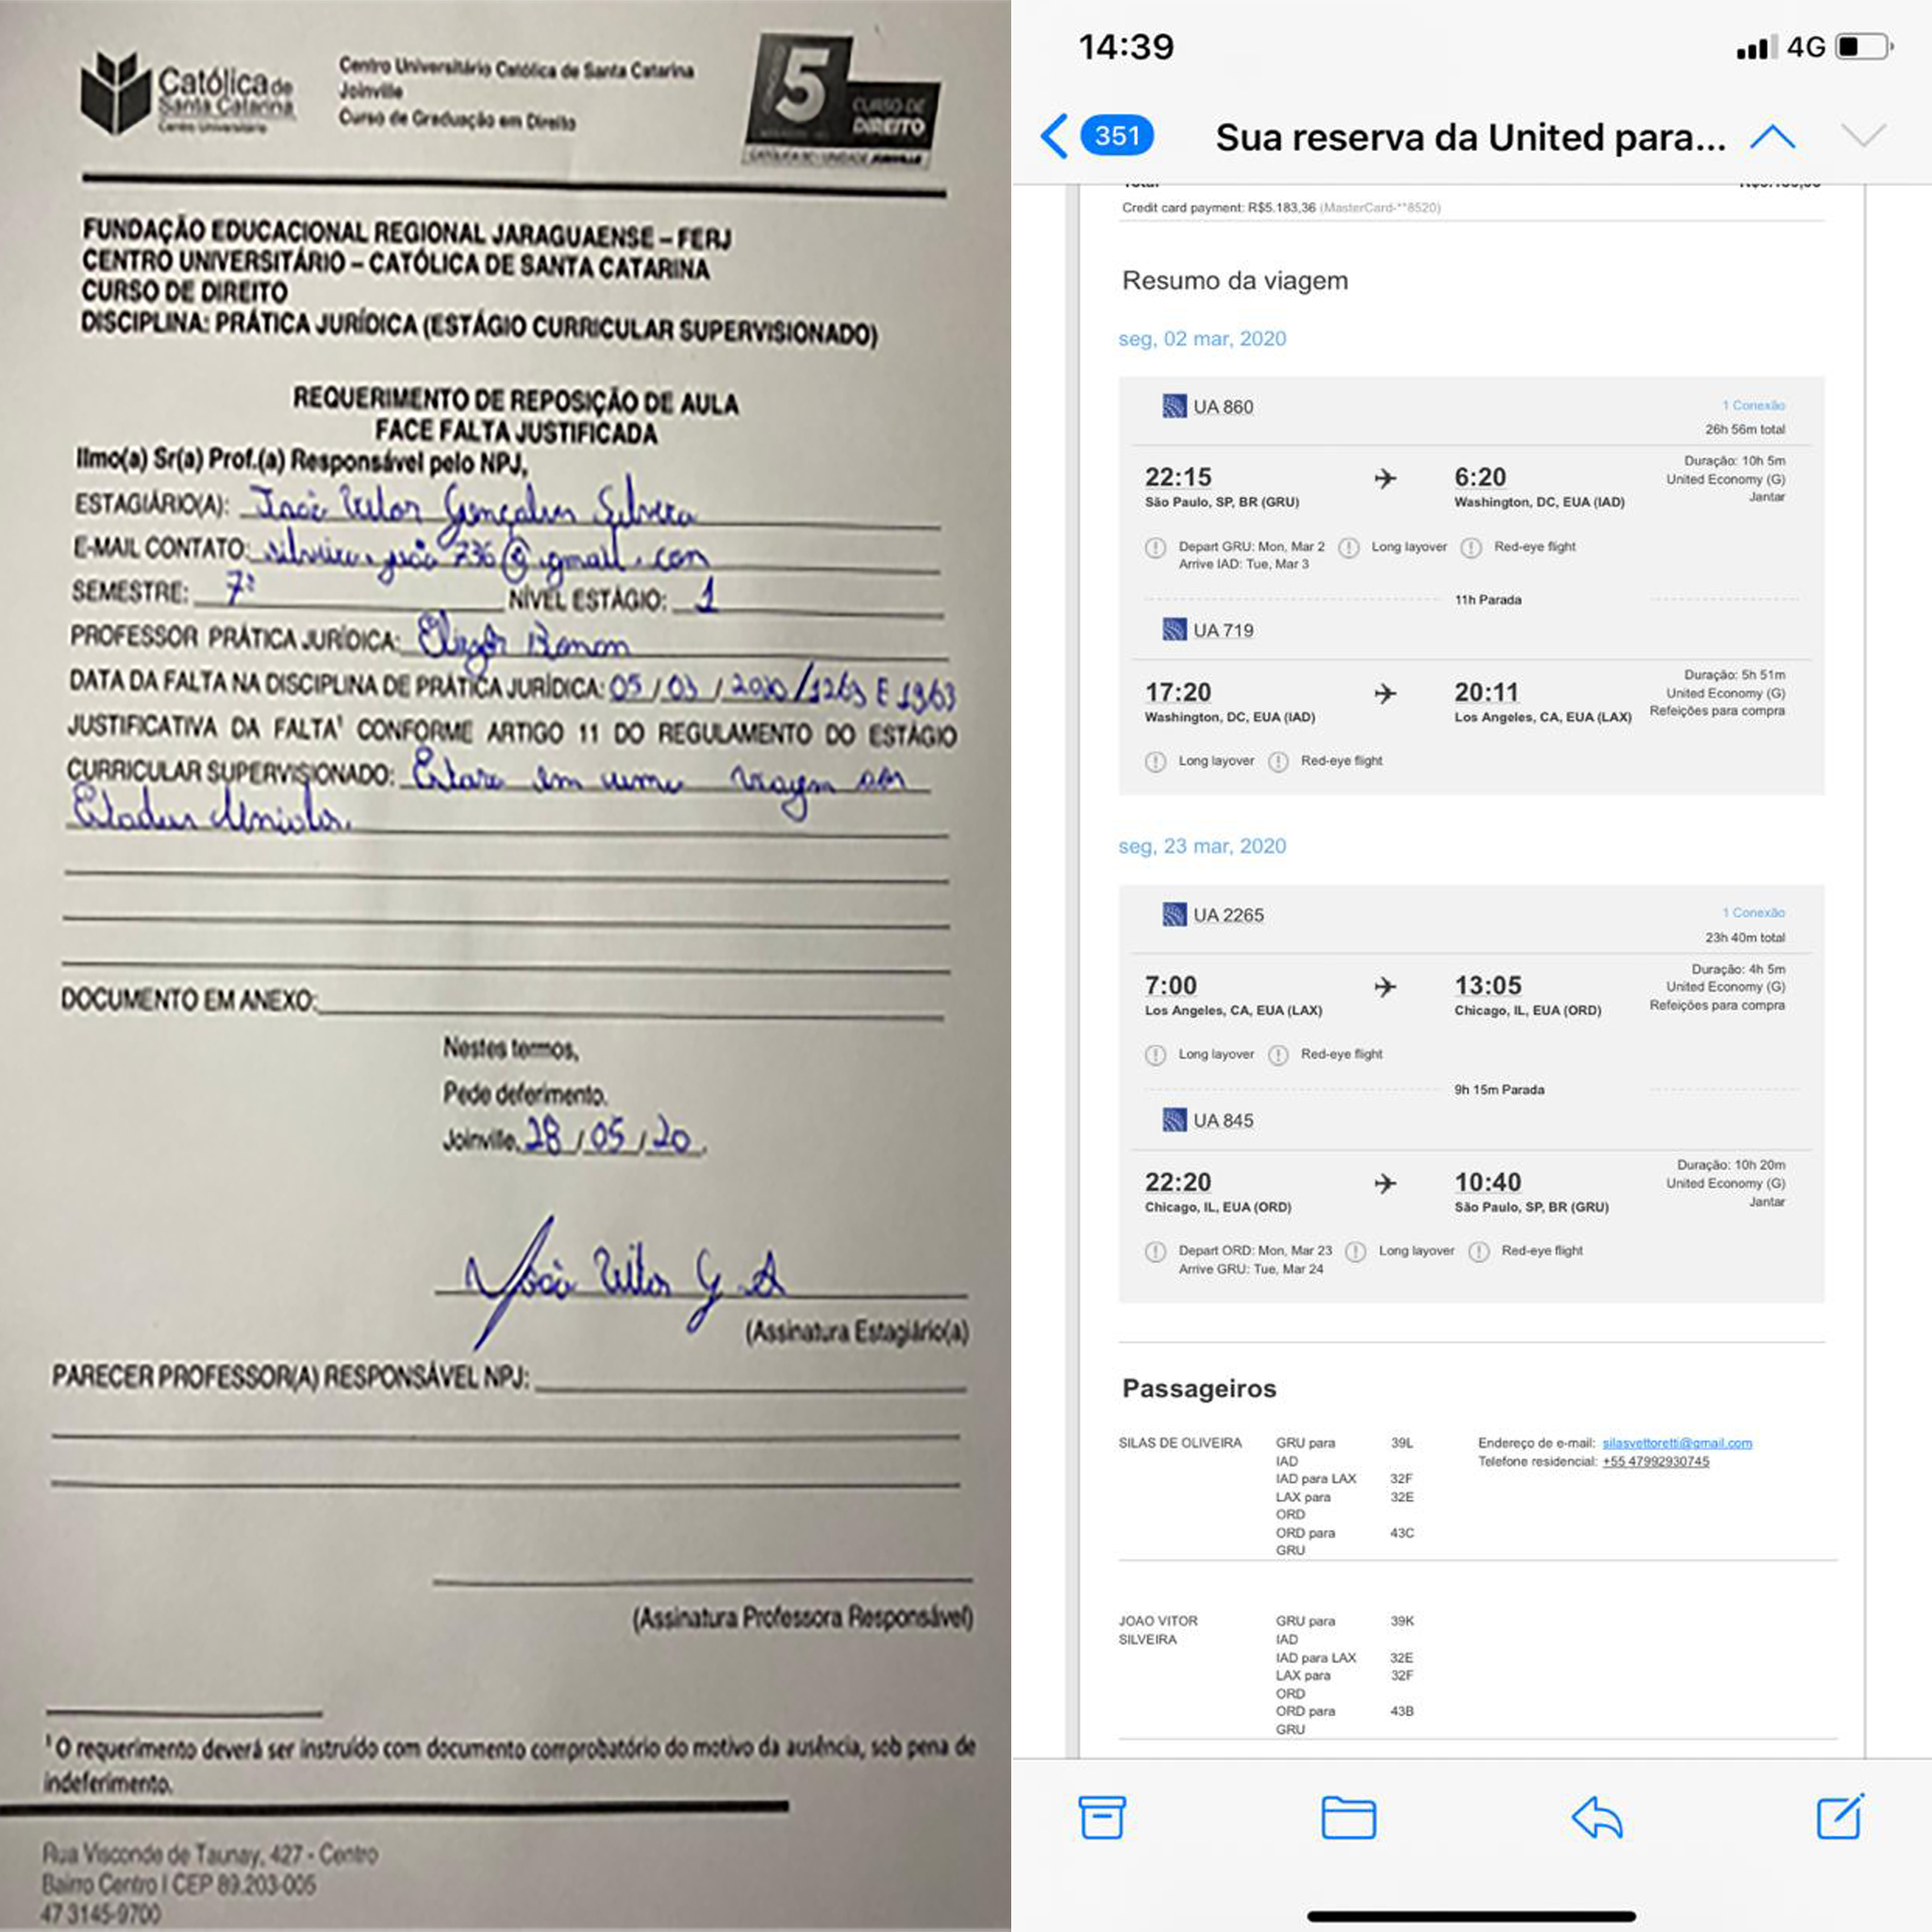 Católica de
Santa Catarina
Centro Universitário
Centro Universitário Católica de Santa Catarina
Joinville
Curso de Graduação em Direito
5
CURSO DE
DIREITO
CATÓLICA SC - UNIDADE JOINVILLE
FUNDAÇÃO EDUCACIONAL REGIONAL JARAGUAENSE – FERJ
CENTRO UNIVERSITÁRIO – CATÓLICA DE SANTA CATARINA
CURSO DE DIREITO
DISCIPLINA: PRÁTICA JURÍDICA (ESTÁGIO CURRICULAR SUPERVISIONADO)
REQUERIMENTO DE REPOSIÇÃO DE AULA
FACE FALTA JUSTIFICADA
Ilmo(a) Sr(a) Prof.(a) Responsável pelo NPJ,
ESTAGIÁRIO(A): João Vitor Gonçalves Silveira
E-MAIL CONTATO: silveirajoão736@gmail.com
SEMESTRE: 7º NÍVEL ESTÁGIO: 1
PROFESSOR PRÁTICA JURÍDICA:
DATA DA FALTA NA DISCIPLINA DE PRÁTICA JURÍDICA: 05/03/2020/12/03 E 19/03
JUSTIFICATIVA DA FALTA¹ CONFORME ARTIGO 11 DO REGULAMENTO DO ESTÁGIO
CURRICULAR SUPERVISIONADO: Estare em uma viagem aos
Estados Unidos.
DOCUMENTO EM ANEXO:
Nestes termos,
Pede deferimento.
Joinville, 28/05/20.
João Vitor G. S
(Assinatura Estagiário(a)
PARECER PROFESSOR(A) RESPONSÁVEL NPJ:
(Assinatura Professora Responsável)
¹ O requerimento deverá ser instruído com documento comprobatório do motivo da ausência, sob pena de
indeferimento.
Rua Visconde de Taunay, 427 - Centro
Bairro Centro | CEP 89.203-005
47 3145-9700
14:39 4G
351 Sua reserva da United para...
Credit card payment: R$5.183,36 (MasterCard-**8520)
Resumo da viagem
seg, 02 mar, 2020
UA 860 1 Conexão
26h 56m total
22:15 6:20 Duração: 10h 5m
São Paulo, SP, BR (GRU) Washington, DC, EUA (IAD) United Economy (G)
Jantar
Depart GRU: Mon, Mar 2 Long layover Red-eye flight
Arrive IAD: Tue, Mar 3
11h Parada
UA 719
17:20 20:11 Duração: 5h 51m
Washington, DC, EUA (IAD) Los Angeles, CA, EUA (LAX) United Economy (G)
Refeições para compra
Long layover Red-eye flight
seg, 23 mar, 2020
UA 2265 1 Conexão
23h 40m total
7:00 13:05 Duração: 4h 5m
Los Angeles, CA, EUA (LAX) Chicago, IL, EUA (ORD) United Economy (G)
Refeições para compra
Long layover Red-eye flight
9h 15m Parada
UA 845
22:20 10:40 Duração: 10h 20m
Chicago, IL, EUA (ORD) São Paulo, SP, BR (GRU) United Economy (G)
Jantar
Depart ORD: Mon, Mar 23 Long layover Red-eye flight
Arrive GRU: Tue, Mar 24
Passageiros
SILAS DE OLIVEIRA GRU para 39L Endereço de e-mail: silasvettoretti@gmail.com
IAD Telefone residencial: +55 47992930745
IAD para LAX 32F
LAX para 32E
ORD
ORD para 43C
GRU
JOAO VITOR GRU para 39K
SILVEIRA IAD
IAD para LAX 32E
LAX para 32F
ORD
ORD para 43B
GRU